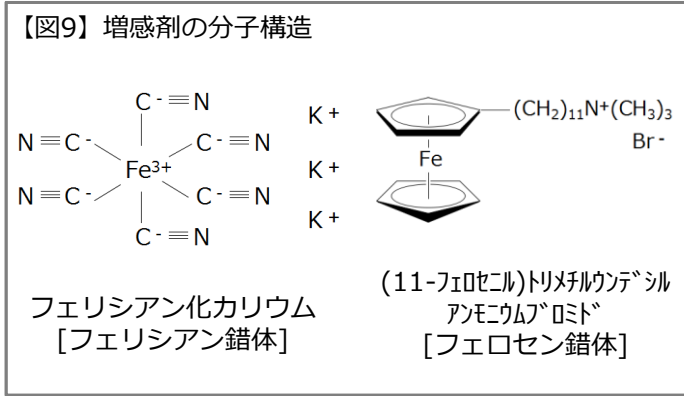 【図9】増感剤の分子構造
C⁻≡N
N≡C⁻
C⁻≡N
Fe³⁺
N≡C⁻
C⁻≡N
C⁻≡N
K⁺
K⁺
K⁺
フェリシアン化カリウム
[フェリシアン錯体]
(CH₂)₁₁N⁺(CH₃)₃
Br⁻
Fe
(11-フェロセニル)トリメチルウンデシル
アンモニウムブロミド
[フェロセン錯体]